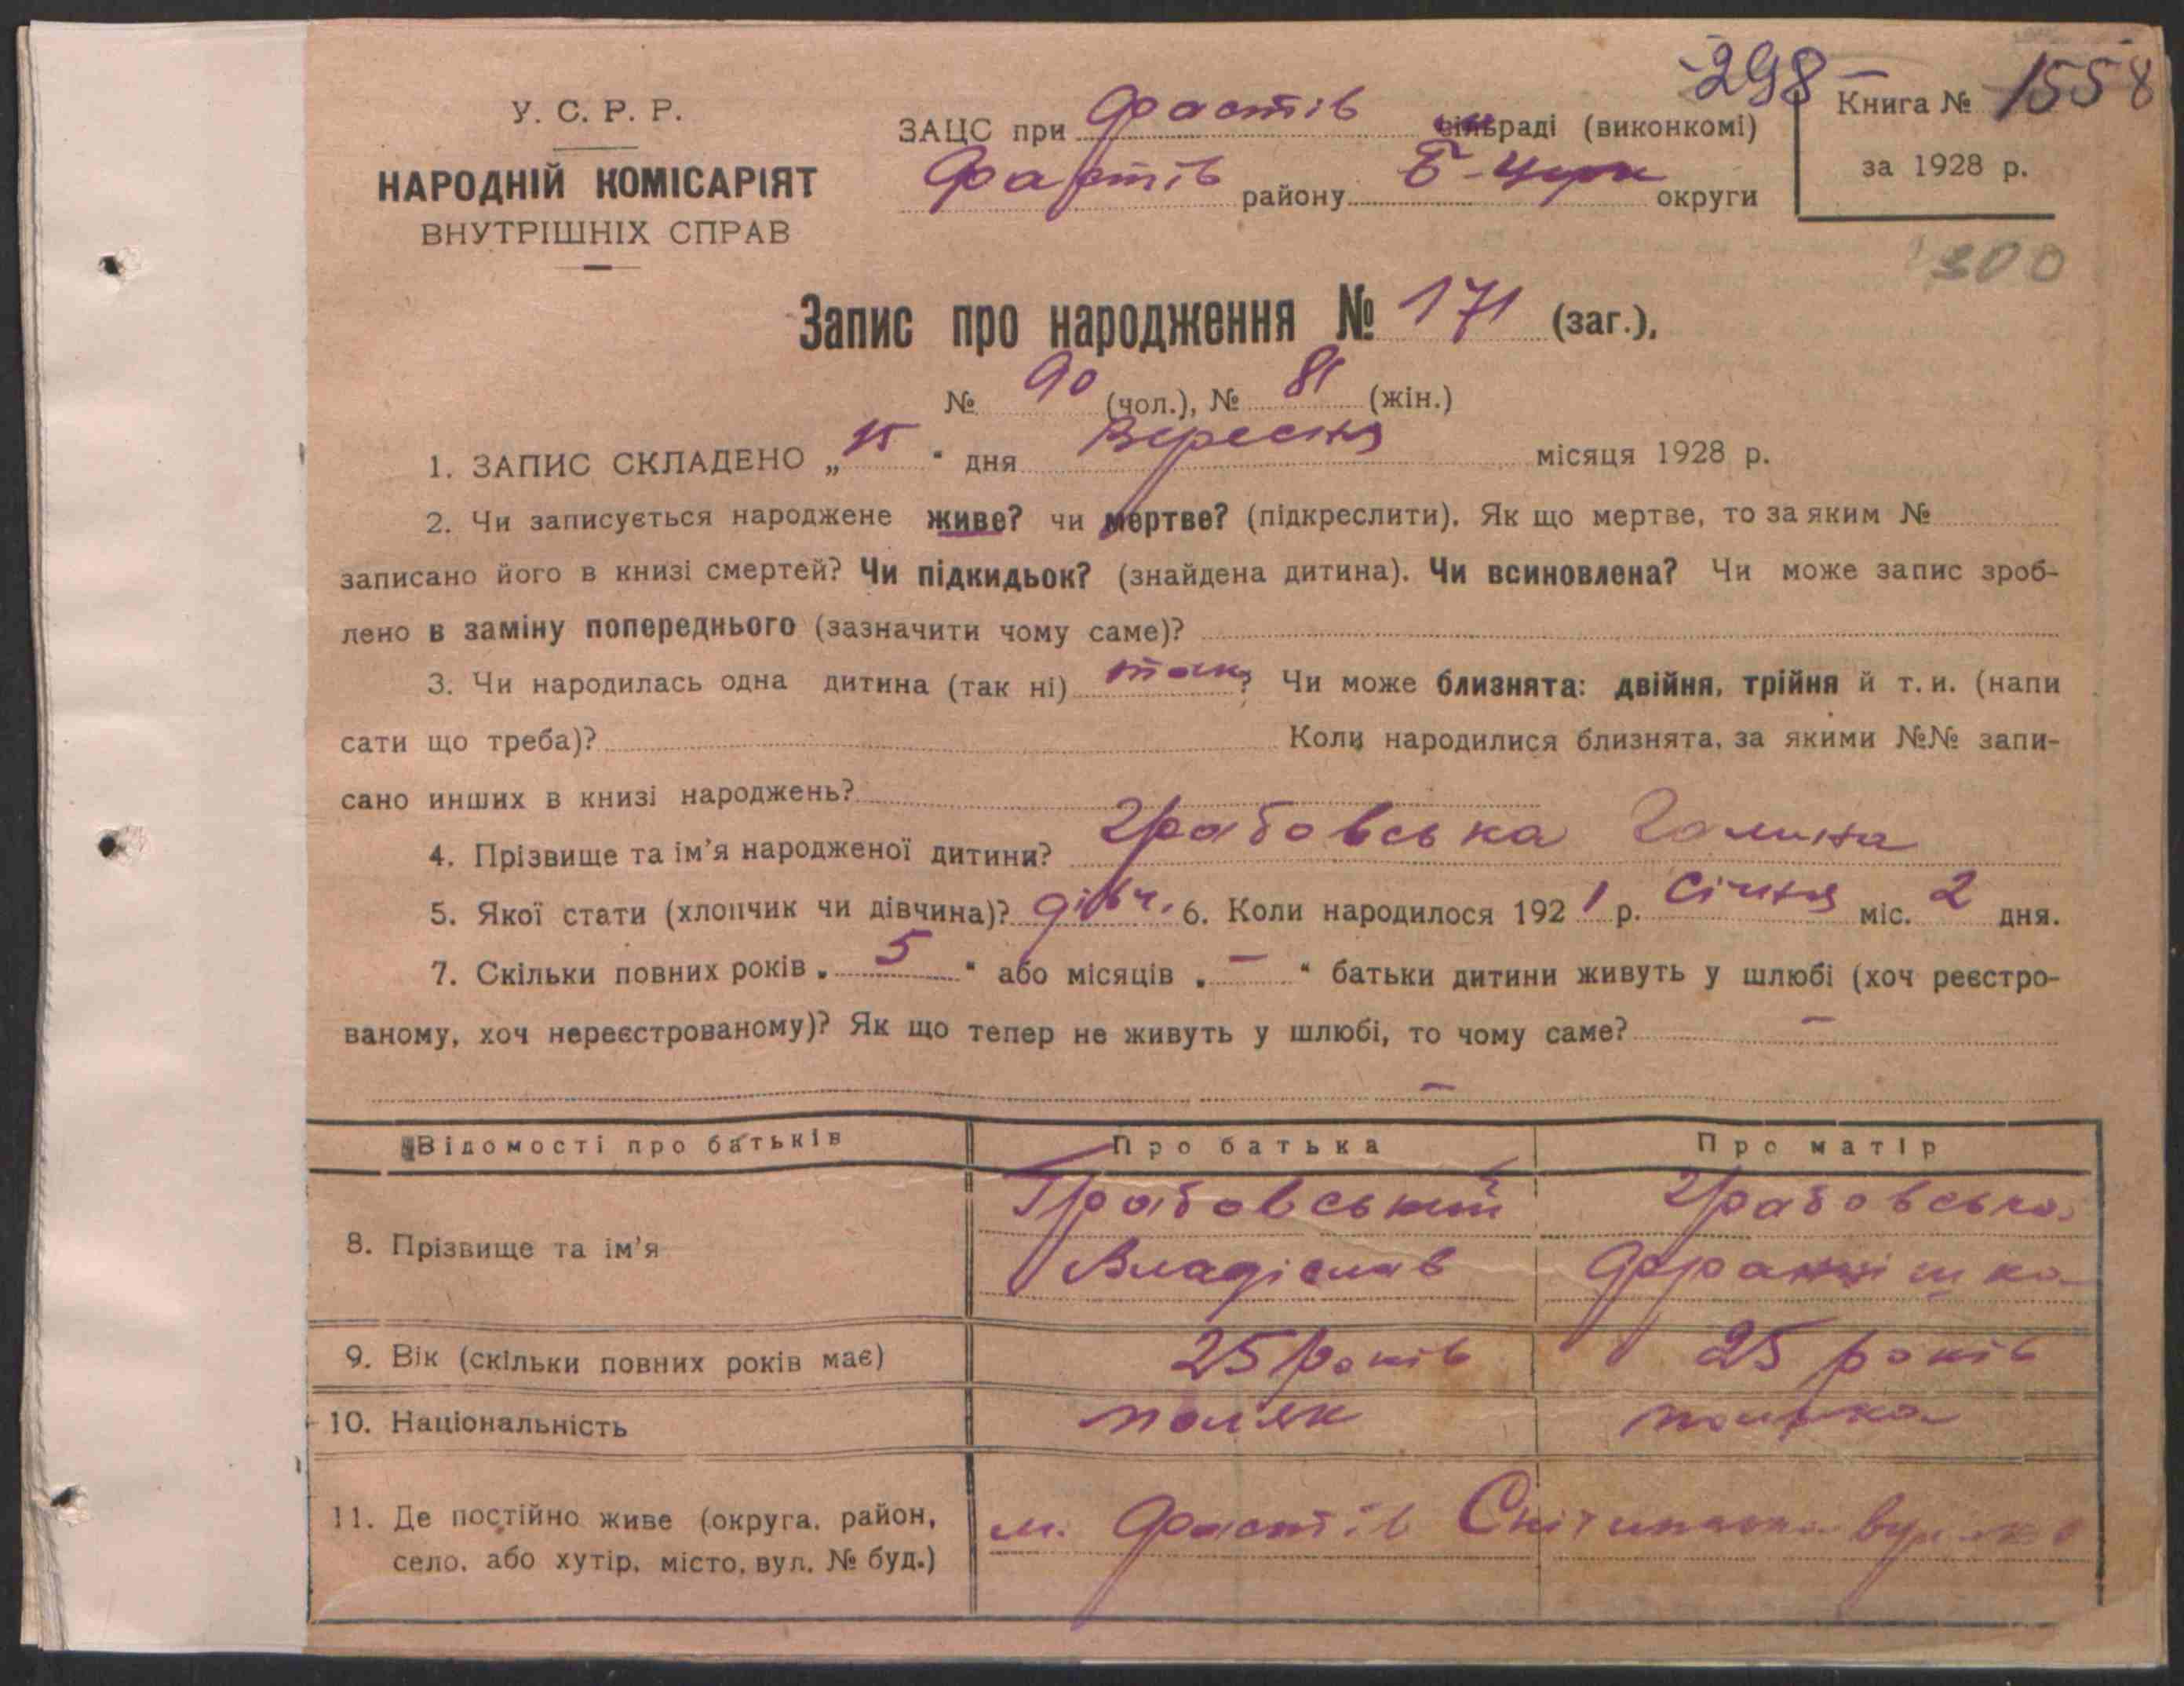 -298-
У. С. Р. Р.
НАРОДНІЙ КОМІСАРІЯТ
ВНУТРІШНІХ СПРАВ
ЗАЦС при Фастів сільраді (виконкомі)
Фастів району Б-Церк округи
Книга № 1558
за 1928 р.
300
Запис про народження № 171 (заг.),
№ 90 (чол.), № 81 (жін.)
1. ЗАПИС СКЛАДЕНО „15" дня Вересня місяця 1928 р.
2. Чи записується народжене живе? чи мертве? (підкреслити). Як що мертве, то за яким №
записано його в книзі смертей? Чи підкидьок? (знайдена дитина). Чи всиновлена? Чи може запис зроб-
лено в заміну попереднього (зазначити чому саме)?
3. Чи народилась одна дитина (так ні) так? Чи може близнята: двійня, трійня й т. и. (напи
сати що треба)? Коли народилися близнята, за якими №№ запи-
сано инших в книзі народжень?
4. Прізвище та ім'я народженої дитини? Грабовська Галина
5. Якої стати (хлопчик чи дівчина)? дівч. 6. Коли народилося 1921 р. Січня міс. 2 дня.
7. Скільки повних років „5" або місяців „—" батьки дитини живуть у шлюбі (хоч реєстро-
ваному, хоч нереєстрованому)? Як що тепер не живуть у шлюбі, то чому саме? —
—
Відомості про батьків Про батька Про матір
8. Прізвище та ім'я Грабовський Владіслав Грабовська Францішка
9. Вік (скільки повних років має) 25 років 25 років
10. Національність поляк полька
11. Де постійно живе (округа, район, село, або хутір, місто, вул. № буд.) м. Фастів